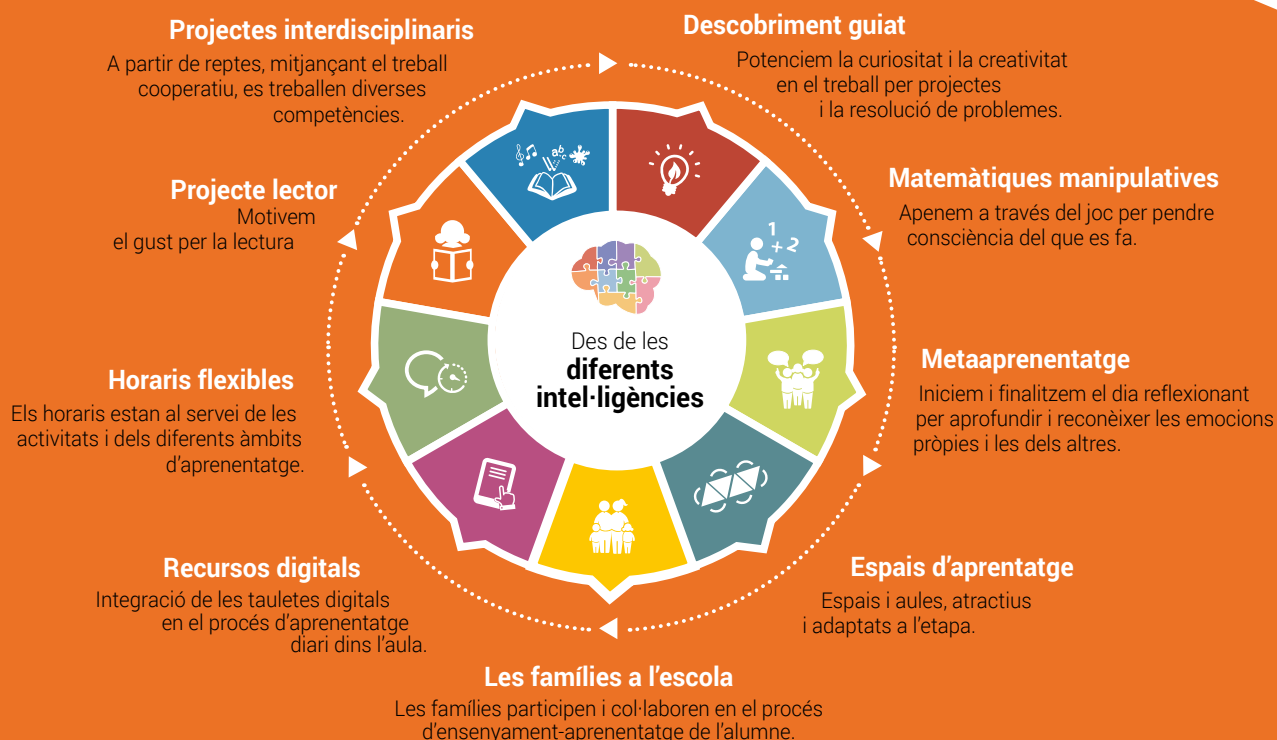 Projectes interdisciplinaris
A partir de reptes, mitjançant el treball
cooperatiu, es treballen diverses
competències.
Descobriment guiat
Potenciem la curiositat i la creativitat
en el treball per projectes
i la resolució de problemes.
Projecte lector
Motivem
el gust per la lectura
Matemàtiques manipulatives
Apenem a través del joc per pendre
consciència del que es fa.
a b c
1 + 2
Des de les
diferents
intel·ligències
Horaris flexibles
Els horaris estan al servei de les
activitats i dels diferents àmbits
d'aprenentatge.
Metaaprenentatge
Iniciem i finalitzem el dia reflexionant
per aprofundir i reconèixer les emocions
pròpies i les dels altres.
Recursos digitals
Integració de les tauletes digitals
en el procés d'aprenentatge
diari dins l'aula.
Espais d'aprentatge
Espais i aules, atractius
i adaptats a l'etapa.
Les famílies a l'escola
Les famílies participen i col·laboren en el procés
d'ensenyament-aprenentatge de l'alumne.